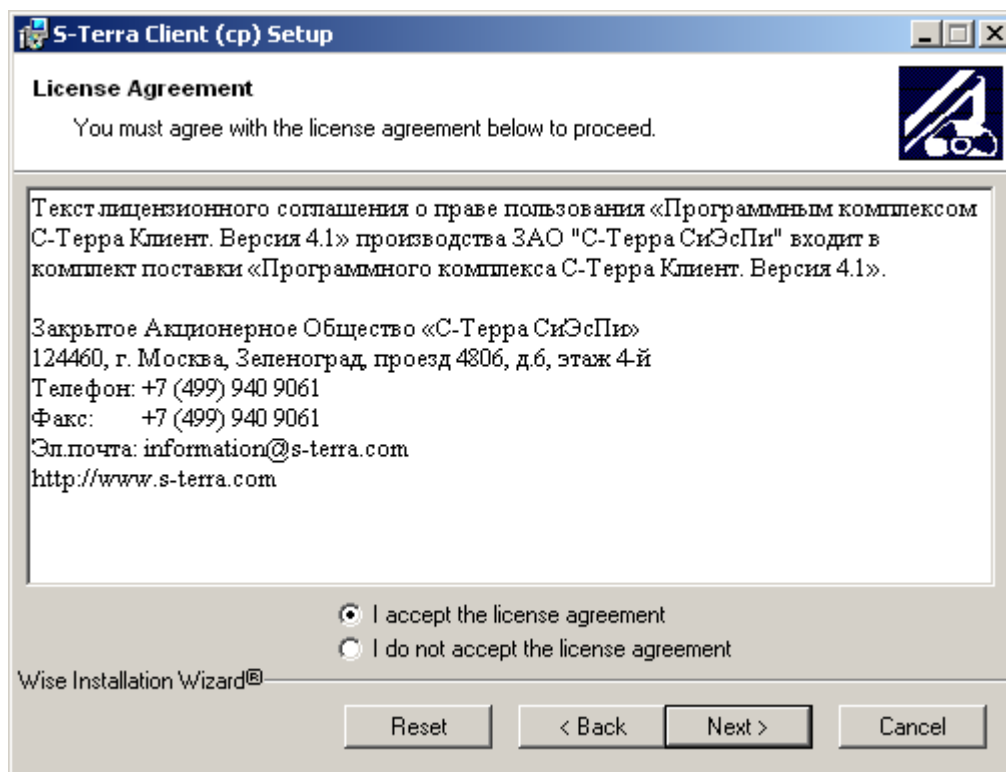 S-Terra Client (cp) Setup
License Agreement
You must agree with the license agreement below to proceed.
Текст лицензионного соглашения о праве пользования «Программным комплексом
С-Терра Клиент. Версия 4.1» производства ЗАО "С-Терра СиЭсПи" входит в
комплект поставки «Программного комплекса С-Терра Клиент. Версия 4.1».
Закрытое Акционерное Общество «С-Терра СиЭсПи»
124460, г. Москва, Зеленоград, проезд 4806, д.6, этаж 4-й
Телефон: +7 (499) 940 9061
Факс: +7 (499) 940 9061
Эл.почта: information@s-terra.com
http://www.s-terra.com
I accept the license agreement
I do not accept the license agreement
Wise Installation Wizard®
Reset < Back Next > Cancel